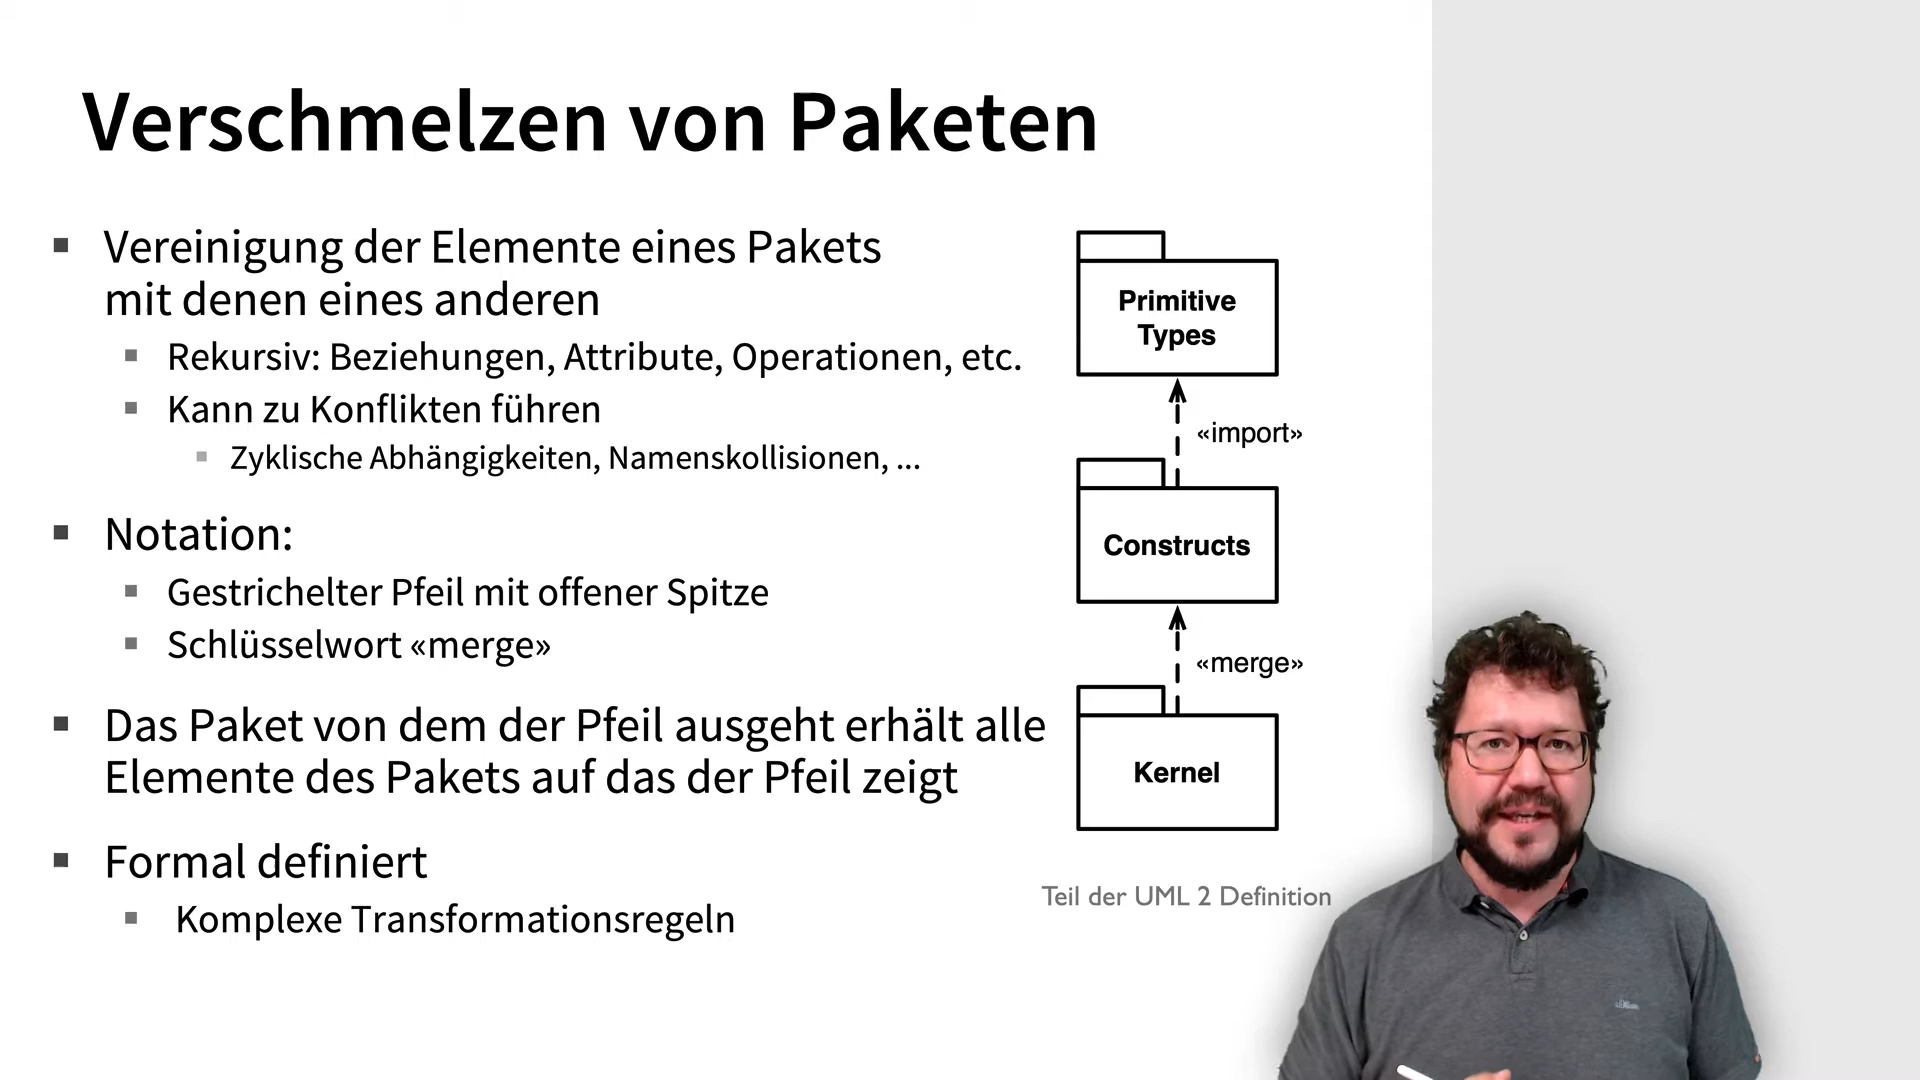 Verschmelzen von Paketen
Vereinigung der Elemente eines Pakets
mit denen eines anderen
Rekursiv: Beziehungen, Attribute, Operationen, etc.
Kann zu Konflikten führen
Zyklische Abhängigkeiten, Namenskollisionen, ...
Notation:
Gestrichelter Pfeil mit offener Spitze
Schlüsselwort «merge»
Das Paket von dem der Pfeil ausgeht erhält alle
Elemente des Pakets auf das der Pfeil zeigt
Formal definiert
Komplexe Transformationsregeln
Primitive
Types
«import»
Constructs
«merge»
Kernel
Teil der UML 2 Definition